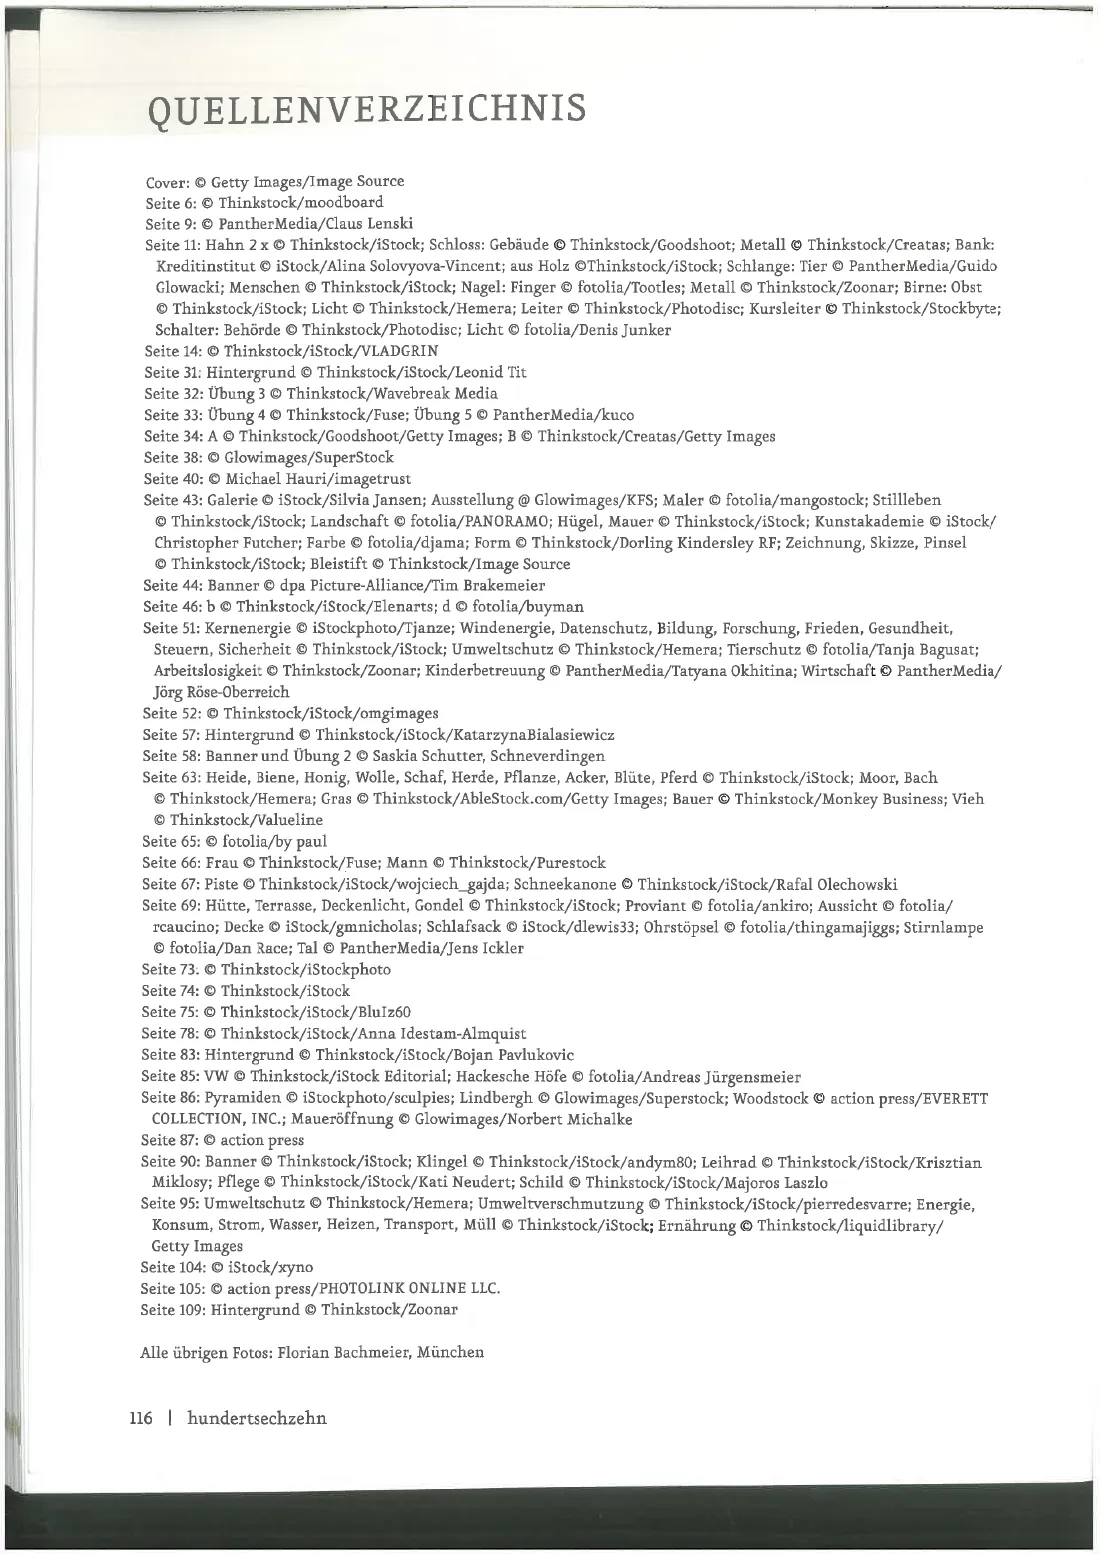 QUELLENVERZEICHNIS
Cover: © Getty Images/Image Source
Seite 6: © Thinkstock/moodboard
Seite 9: © PantherMedia/Claus Lenski
Seite 11: Hahn 2 x © Thinkstock/iStock; Schloss: Gebäude © Thinkstock/Goodshoot; Metall © Thinkstock/Creatas; Bank:
Kreditinstitut © iStock/Alina Solovyova-Vincent; aus Holz ©Thinkstock/iStock; Schlange: Tier © PantherMedia/Guido
Glowacki; Menschen © Thinkstock/iStock; Nagel: Finger © fotolia/Tootles; Metall © Thinkstock/Zoonar; Birne: Obst
© Thinkstock/iStock; Licht © Thinkstock/Hemera; Leiter © Thinkstock/Photodisc; Kursleiter © Thinkstock/Stockbyte;
Schalter: Behörde © Thinkstock/Photodisc; Licht © fotolia/Denis Junker
Seite 14: © Thinkstock/iStock/VLADGRIN
Seite 31: Hintergrund © Thinkstock/iStock/Leonid Tit
Seite 32: Übung 3 © Thinkstock/Wavebreak Media
Seite 33: Übung 4 © Thinkstock/Fuse; Übung 5 © PantherMedia/kuco
Seite 34: A © Thinkstock/Goodshoot/Getty Images; B © Thinkstock/Creatas/Getty Images
Seite 38: © Glowimages/SuperStock
Seite 40: © Michael Hauri/imagetrust
Seite 43: Galerie © iStock/Silvia Jansen; Ausstellung @ Glowimages/KFS; Maler © fotolia/mangostock; Stillleben
© Thinkstock/iStock; Landschaft © fotolia/PANORAMO; Hügel, Mauer © Thinkstock/iStock; Kunstakademie © iStock/
Christopher Futcher; Farbe © fotolia/djama; Form © Thinkstock/Dorling Kindersley RF; Zeichnung, Skizze, Pinsel
© Thinkstock/iStock; Bleistift © Thinkstock/Image Source
Seite 44: Banner © dpa Picture-Alliance/Tim Brakemeier
Seite 46: b © Thinkstock/iStock/Elenarts; d © fotolia/buyman
Seite 51: Kernenergie © iStockphoto/Tjanze; Windenergie, Datenschutz, Bildung, Forschung, Frieden, Gesundheit,
Steuern, Sicherheit © Thinkstock/iStock; Umweltschutz © Thinkstock/Hemera; Tierschutz © fotolia/Tanja Bagusat;
Arbeitslosigkeit © Thinkstock/Zoonar; Kinderbetreuung © PantherMedia/Tatyana Okhitina; Wirtschaft © PantherMedia/
Jörg Röse-Oberreich
Seite 52: © Thinkstock/iStock/omgimages
Seite 57: Hintergrund © Thinkstock/iStock/KatarzynaBialasiewicz
Seite 58: Banner und Übung 2 © Saskia Schutter, Schneverdingen
Seite 63: Heide, Biene, Honig, Wolle, Schaf, Herde, Pflanze, Acker, Blüte, Pferd © Thinkstock/iStock; Moor, Bach
© Thinkstock/Hemera; Gras © Thinkstock/AbleStock.com/Getty Images; Bauer © Thinkstock/Monkey Business; Vieh
© Thinkstock/Valueline
Seite 65: © fotolia/by paul
Seite 66: Frau © Thinkstock/Fuse; Mann © Thinkstock/Purestock
Seite 67: Piste © Thinkstock/iStock/wojciech_gajda; Schneekanone © Thinkstock/iStock/Rafal Olechowski
Seite 69: Hütte, Terrasse, Deckenlicht, Gondel © Thinkstock/iStock; Proviant © fotolia/ankiro; Aussicht © fotolia/
rcaucino; Decke © iStock/gmnicholas; Schlafsack © iStock/dlewis33; Ohrstöpsel © fotolia/thingamajiggs; Stirnlampe
© fotolia/Dan Race; Tal © PantherMedia/Jens Ickler
Seite 73: © Thinkstock/iStockphoto
Seite 74: © Thinkstock/iStock
Seite 75: © Thinkstock/iStock/BluIz60
Seite 78: © Thinkstock/iStock/Anna Idestam-Almquist
Seite 83: Hintergrund © Thinkstock/iStock/Bojan Pavlukovic
Seite 85: VW © Thinkstock/iStock Editorial; Hackesche Höfe © fotolia/Andreas Jürgensmeier
Seite 86: Pyramiden © iStockphoto/sculpies; Lindbergh © Glowimages/Superstock; Woodstock © action press/EVERETT
COLLECTION, INC.; Maueröffnung © Glowimages/Norbert Michalke
Seite 87: © action press
Seite 90: Banner © Thinkstock/iStock; Klingel © Thinkstock/iStock/andym80; Leihrad © Thinkstock/iStock/Krisztian
Miklosy; Pflege © Thinkstock/iStock/Kati Neudert; Schild © Thinkstock/iStock/Majoros Laszlo
Seite 95: Umweltschutz © Thinkstock/Hemera; Umweltverschmutzung © Thinkstock/iStock/pierredesvarre; Energie,
Konsum, Strom, Wasser, Heizen, Transport, Müll © Thinkstock/iStock; Ernährung © Thinkstock/liquidlibrary/
Getty Images
Seite 104: © iStock/xyno
Seite 105: © action press/PHOTOLINK ONLINE LLC.
Seite 109: Hintergrund © Thinkstock/Zoonar
Alle übrigen Fotos: Florian Bachmeier, München
116 | hundertsechzehn